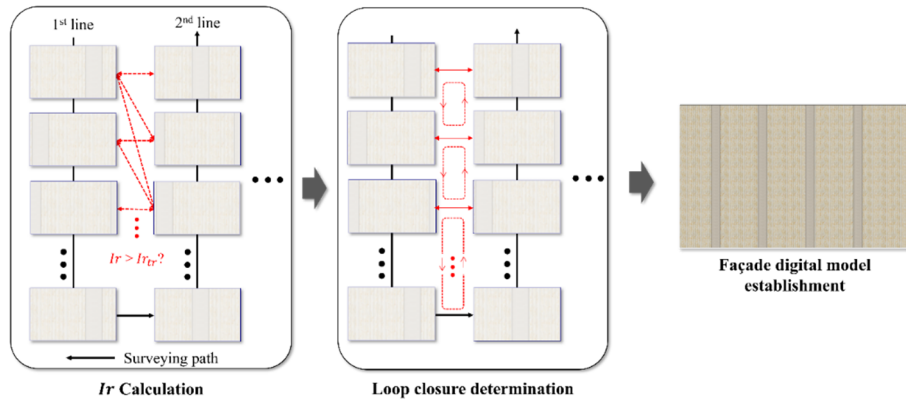 1st line 2nd line
Ir > Irtr?
Surveying path
Ir Calculation
Loop closure determination
Façade digital model
establishment